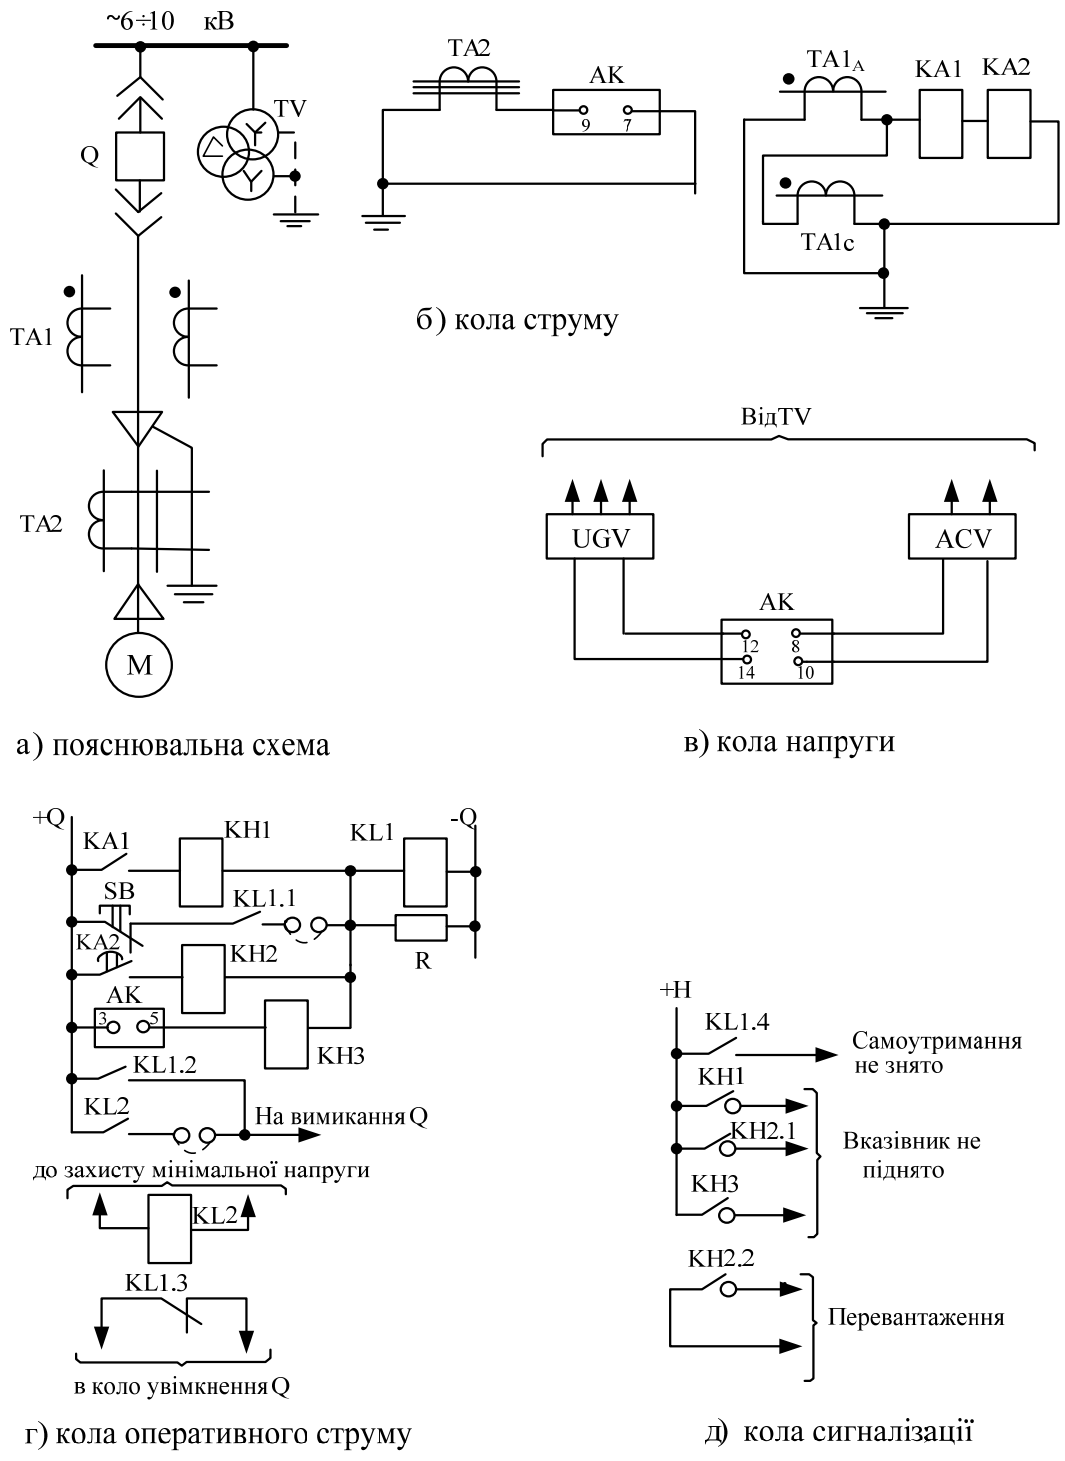 ~6÷10 кВ
TV
Q
TA1
TA2
M
а) пояснювальна схема
TA2
AK
9 7
TA1A
KA1
KA2
TA1c
б) кола струму
ВідTV
UGV
ACV
AK
12 8
14 10
в) кола напруги
+Q
-Q
KA1
KH1
KL1
SB
KL1.1
KA2
KH2
R
AK
3 5
KH3
KL1.2
KL2
На вимикання Q
до захисту мінімальної напруги
KL2
KL1.3
в коло увімкнення Q
г) кола оперативного струму
+H
KL1.4
Самоутримання
не знято
KH1
KH2.1
Вказівник не
піднято
KH3
KH2.2
Перевантаження
д) кола сигналізації